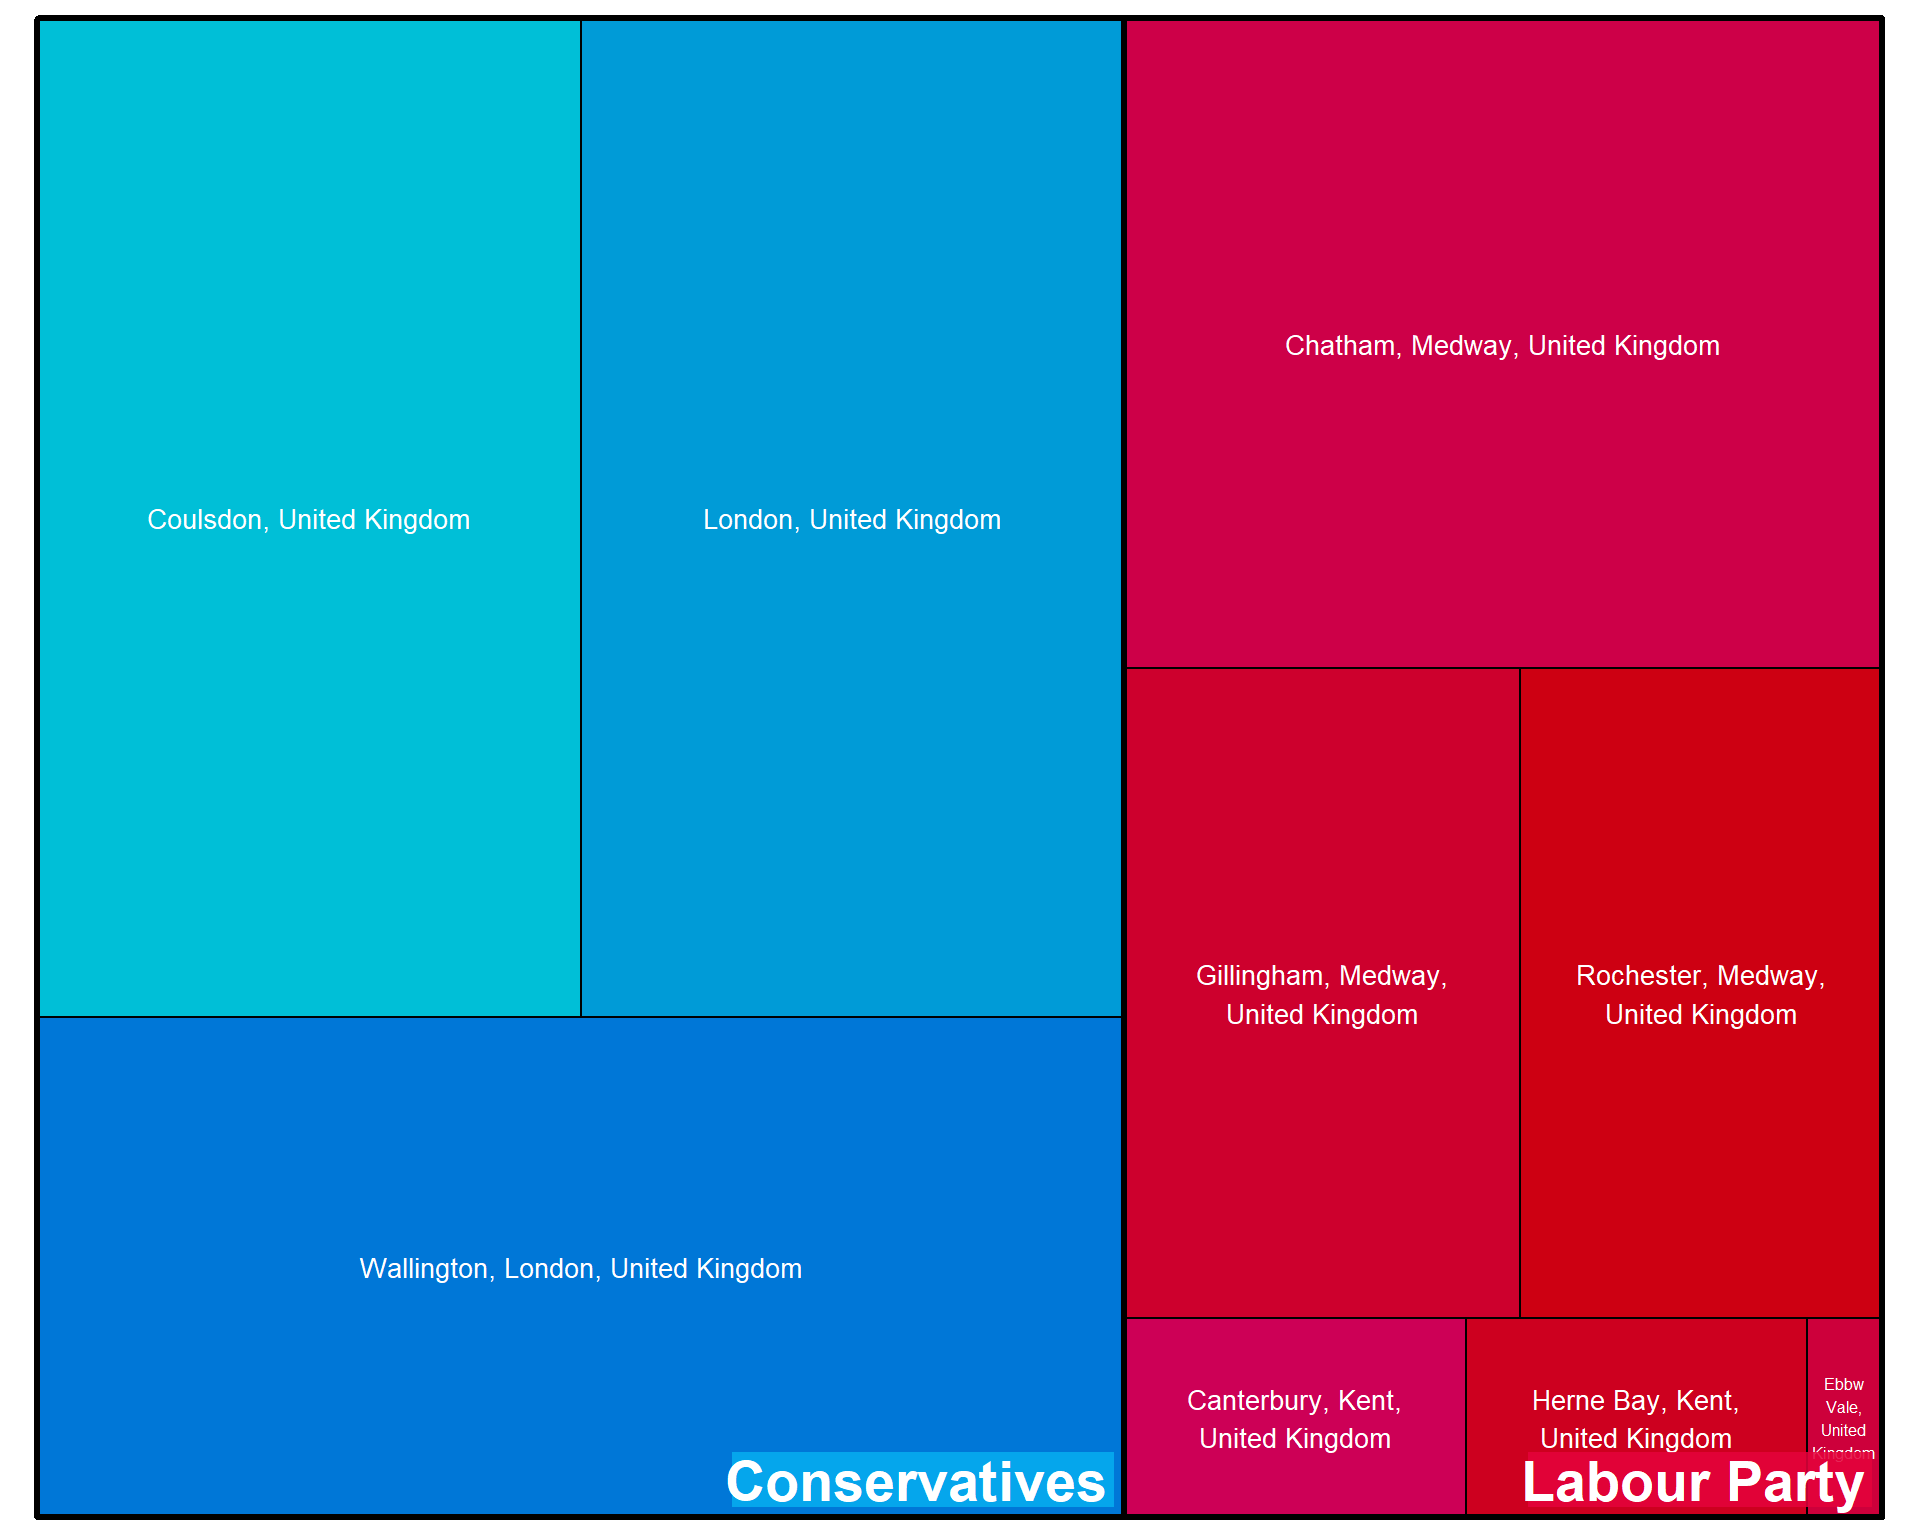 Coulsdon, United Kingdom
London, United Kingdom
Wallington, London, United Kingdom
Conservatives
Chatham, Medway, United Kingdom
Gillingham, Medway,
United Kingdom
Rochester, Medway,
United Kingdom
Canterbury, Kent,
United Kingdom
Herne Bay, Kent,
United Kingdom
Ebbw
Vale,
United
Kingdom
Labour Party